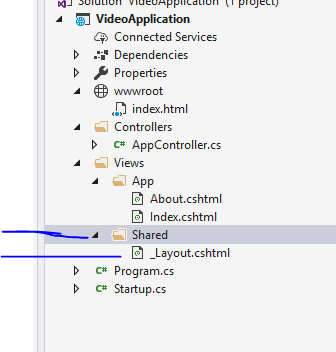 Solution 'VideoApplication' (1 project)
VideoApplication
Connected Services
Dependencies
Properties
wwwroot
index.html
Controllers
C# AppController.cs
Views
App
About.cshtml
Index.cshtml
Shared
_Layout.cshtml
C# Program.cs
C# Startup.cs